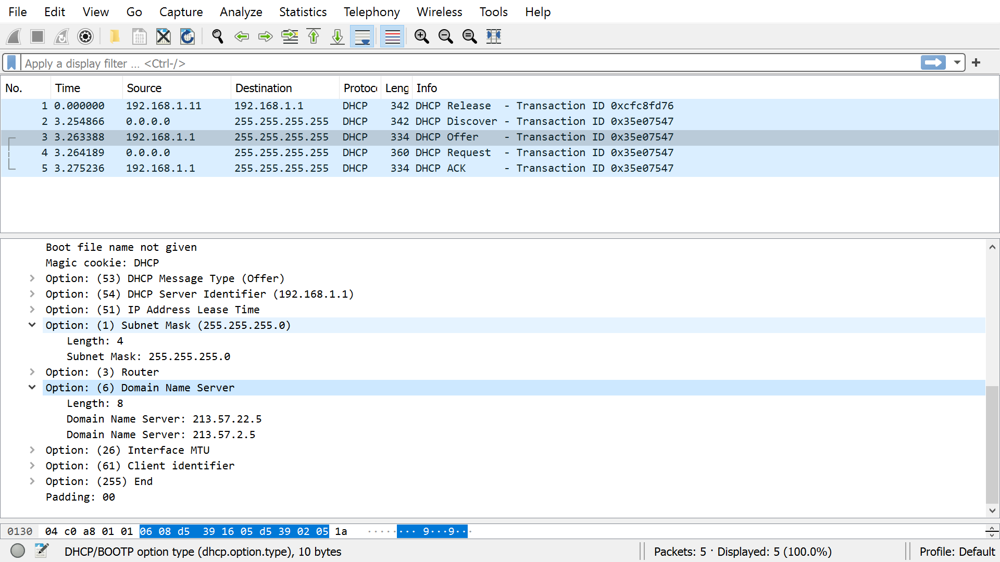 File Edit View Go Capture Analyze Statistics Telephony Wireless Tools Help
Apply a display filter ... <Ctrl-/>
No. Time Source Destination Protoc Leng Info
1 0.000000 192.168.1.11 192.168.1.1 DHCP 342 DHCP Release - Transaction ID 0xcfc8fd76
2 3.254866 0.0.0.0 255.255.255.255 DHCP 342 DHCP Discover - Transaction ID 0x35e07547
3 3.263388 192.168.1.1 255.255.255.255 DHCP 334 DHCP Offer - Transaction ID 0x35e07547
4 3.264189 0.0.0.0 255.255.255.255 DHCP 360 DHCP Request - Transaction ID 0x35e07547
5 3.275236 192.168.1.1 255.255.255.255 DHCP 334 DHCP ACK - Transaction ID 0x35e07547
Boot file name not given
Magic cookie: DHCP
Option: (53) DHCP Message Type (Offer)
Option: (54) DHCP Server Identifier (192.168.1.1)
Option: (51) IP Address Lease Time
Option: (1) Subnet Mask (255.255.255.0)
Length: 4
Subnet Mask: 255.255.255.0
Option: (3) Router
Option: (6) Domain Name Server
Length: 8
Domain Name Server: 213.57.22.5
Domain Name Server: 213.57.2.5
Option: (26) Interface MTU
Option: (61) Client identifier
Option: (255) End
Padding: 00
0130 04 c0 a8 01 01 06 08 d5 39 16 05 d5 39 02 05 1a ········ 9···9···
DHCP/BOOTP option type (dhcp.option.type), 10 bytes Packets: 5 · Displayed: 5 (100.0%) Profile: Default